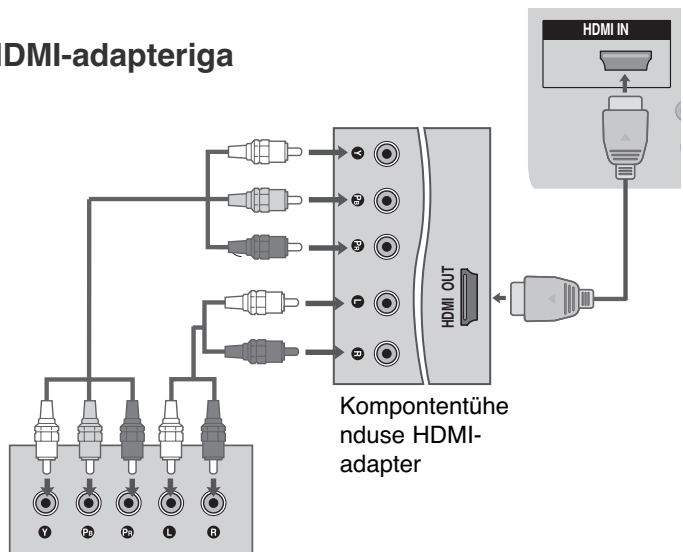 HDMI IN
HDMI-adapteriga
Y
PB
PR
L
R
HDMI OUT
Kompontentühe
nduse HDMI-
adapter
Y PB PR L R